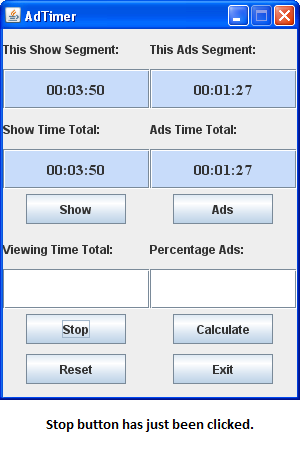 AdTimer
This Show Segment: This Ads Segment:
00:03:50 00:01:27
Show Time Total: Ads Time Total:
00:03:50 00:01:27
Show Ads
Viewing Time Total: Percentage Ads:
Stop Calculate
Reset Exit
Stop button has just been clicked.